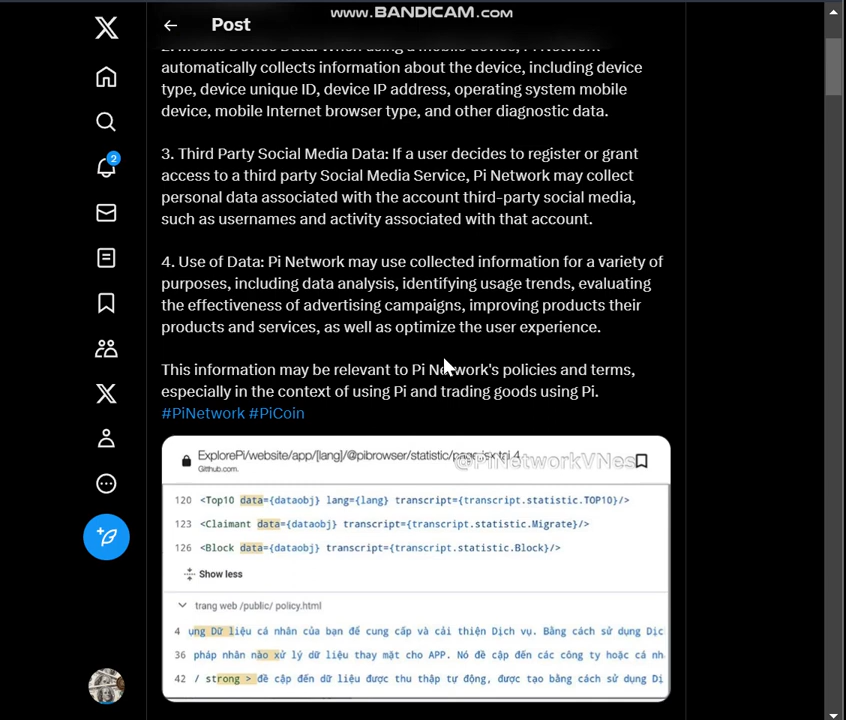 www.BANDICAM.com
Post
2. Mobile Device Data: When using a mobile device, Pi Network
automatically collects information about the device, including device
type, device unique ID, device IP address, operating system mobile
device, mobile Internet browser type, and other diagnostic data.
3. Third Party Social Media Data: If a user decides to register or grant
access to a third party Social Media Service, Pi Network may collect
personal data associated with the account third-party social media,
such as usernames and activity associated with that account.
4. Use of Data: Pi Network may use collected information for a variety of
purposes, including data analysis, identifying usage trends, evaluating
the effectiveness of advertising campaigns, improving products their
products and services, as well as optimize the user experience.
This information may be relevant to Pi Network's policies and terms,
especially in the context of using Pi and trading goods using Pi.
#PiNetwork #PiCoin
ExplorePi/website/app/[lang]/@pibrowser/statistic/
@PiNetworkVNes
Github.com.
120 <Top10 data={dataobj} lang={lang} transcript={transcript.statistic.TOP10}/>
123 <Claimant data={dataobj} transcript={transcript.statistic.Migrate}/>
126 <Block data={dataobj} transcript={transcript.statistic.Block}/>
Show less
trang web /public/ policy.html
4 ụng Dữ liệu cá nhân của bạn để cung cấp và cải thiện Dịch vụ. Bằng cách sử dụng Dịc
36 pháp nhân nào xử lý dữ liệu thay mặt cho APP. Nó đề cập đến các công ty hoặc cá nh
42 / strong > đề cập đến dữ liệu được thu thập tự động, được tạo bằng cách sử dụng Dị
2